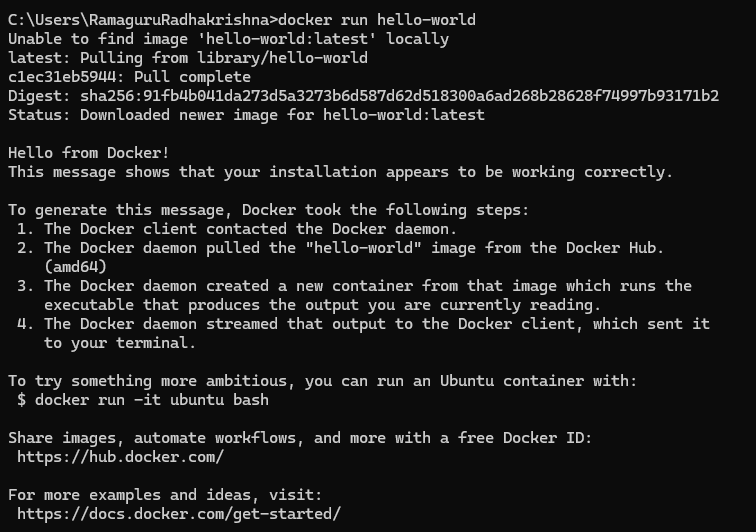 C:\Users\RamaguruRadhakrishna>docker run hello-world
Unable to find image 'hello-world:latest' locally
latest: Pulling from library/hello-world
c1ec31eb5944: Pull complete
Digest: sha256:91fb4b041da273d5a3273b6d587d62d518300a6ad268b28628f74997b93171b2
Status: Downloaded newer image for hello-world:latest

Hello from Docker!
This message shows that your installation appears to be working correctly.

To generate this message, Docker took the following steps:
 1. The Docker client contacted the Docker daemon.
 2. The Docker daemon pulled the "hello-world" image from the Docker Hub.
    (amd64)
 3. The Docker daemon created a new container from that image which runs the
    executable that produces the output you are currently reading.
 4. The Docker daemon streamed that output to the Docker client, which sent it
    to your terminal.

To try something more ambitious, you can run an Ubuntu container with:
 $ docker run -it ubuntu bash

Share images, automate workflows, and more with a free Docker ID:
 https://hub.docker.com/

For more examples and ideas, visit:
 https://docs.docker.com/get-started/